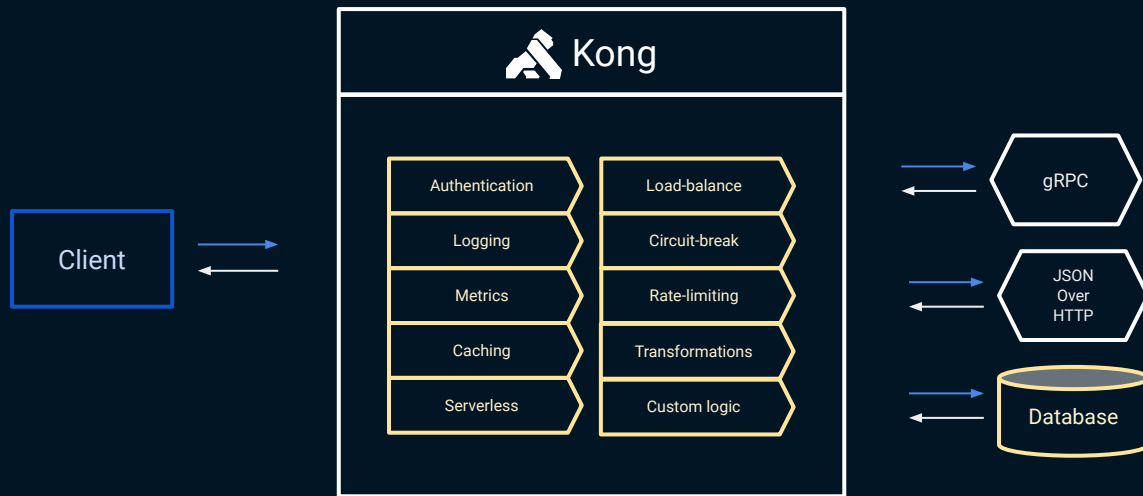 Kong
Client
Authentication
Logging
Metrics
Caching
Serverless
Load-balance
Circuit-break
Rate-limiting
Transformations
Custom logic
gRPC
JSON
Over
HTTP
Database